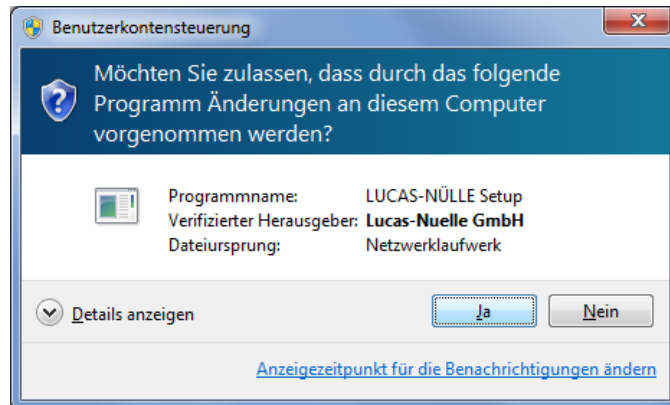 Benutzerkontensteuerung
Möchten Sie zulassen, dass durch das folgende
Programm Änderungen an diesem Computer
vorgenommen werden?
Programmname: LUCAS-NÜLLE Setup
Verifizierter Herausgeber: Lucas-Nuelle GmbH
Dateiursprung: Netzwerklaufwerk
Details anzeigen Ja Nein
Anzeigezeitpunkt für die Benachrichtigungen ändern